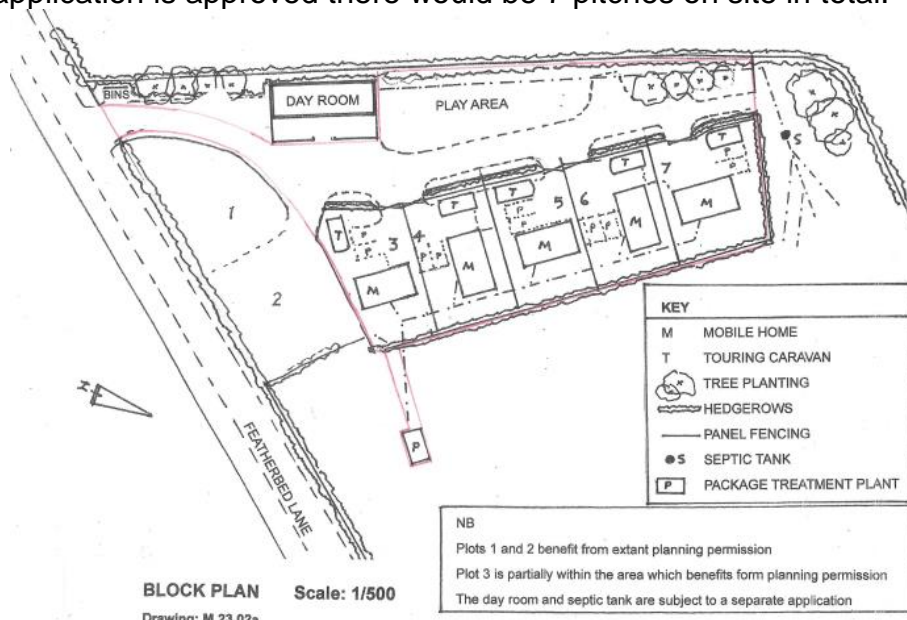 application is approved there would be 7 pitches on site in total.
BINS
DAY ROOM
PLAY AREA
S
1
2
T
P
P
3
M
4
P P
T
M
T
P
5
M
6
P P
T
M
7
T
P
M
P
N
FEATHERBED LANE
KEY
M MOBILE HOME
T TOURING CARAVAN
TREE PLANTING
HEDGEROWS
PANEL FENCING
S SEPTIC TANK
P PACKAGE TREATMENT PLANT
NB
Plots 1 and 2 benefit from extant planning permission
Plot 3 is partially within the area which benefits form planning permission
The day room and septic tank are subject to a separate application
BLOCK PLAN Scale: 1/500
Drawing: M.23.02a